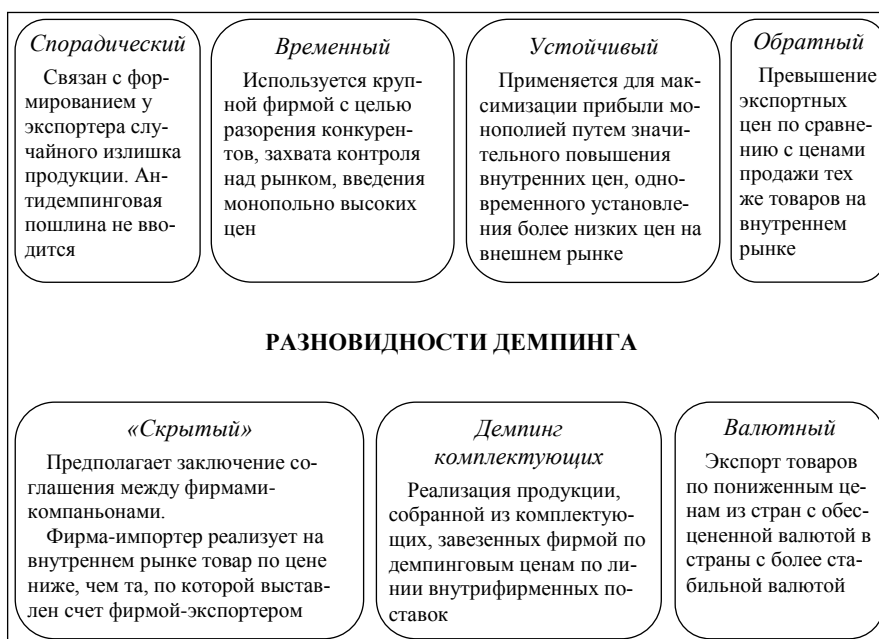 Спорадический
Связан с фор-
мированием у
экспортера слу-
чайного излишка
продукции. Ан-
тидемпинговая
пошлина не вво-
дится
Временный
Используется круп-
ной фирмой с целью
разорения конкурен-
тов, захвата контроля
над рынком, введения
монопольно высоких
цен
Устойчивый
Применяется для мак-
симизации прибыли мо-
нополией путем значи-
тельного повышения
внутренних цен, одно-
временного установле-
ния более низких цен на
внешнем рынке
Обратный
Превышение
экспортных
цен по сравне-
нию с ценами
продажи тех
же товаров на
внутреннем
рынке
РАЗНОВИДНОСТИ ДЕМПИНГА
«Скрытый»
Предполагает заключение со-
глашения между фирмами-
компаньонами.
Фирма-импортер реализует на
внутреннем рынке товар по цене
ниже, чем та, по которой выстав-
лен счет фирмой-экспортером
Демпинг
комплектующих
Реализация продукции,
собранной из комплектую-
щих, завезенных фирмой по
демпинговым ценам по ли-
нии внутрифирменных по-
ставок
Валютный
Экспорт товаров
по пониженным це-
нам из стран с обес-
цененной валютой в
страны с более ста-
бильной валютой